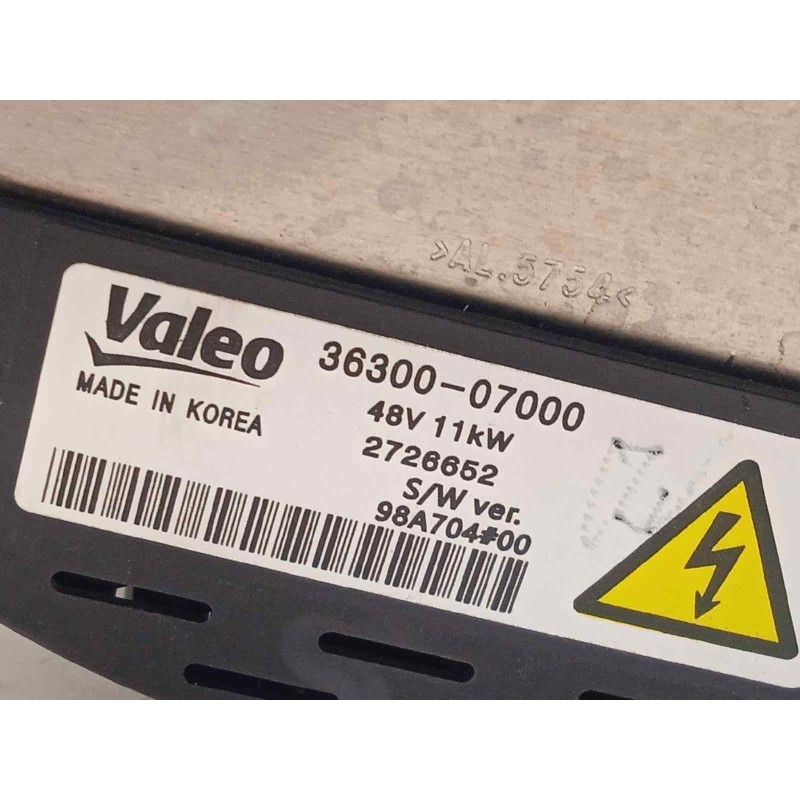 >AL.5754<
Valeo
36300-07000
MADE IN KOREA
48V 11kW
2726652
S/W ver.
98A704#00